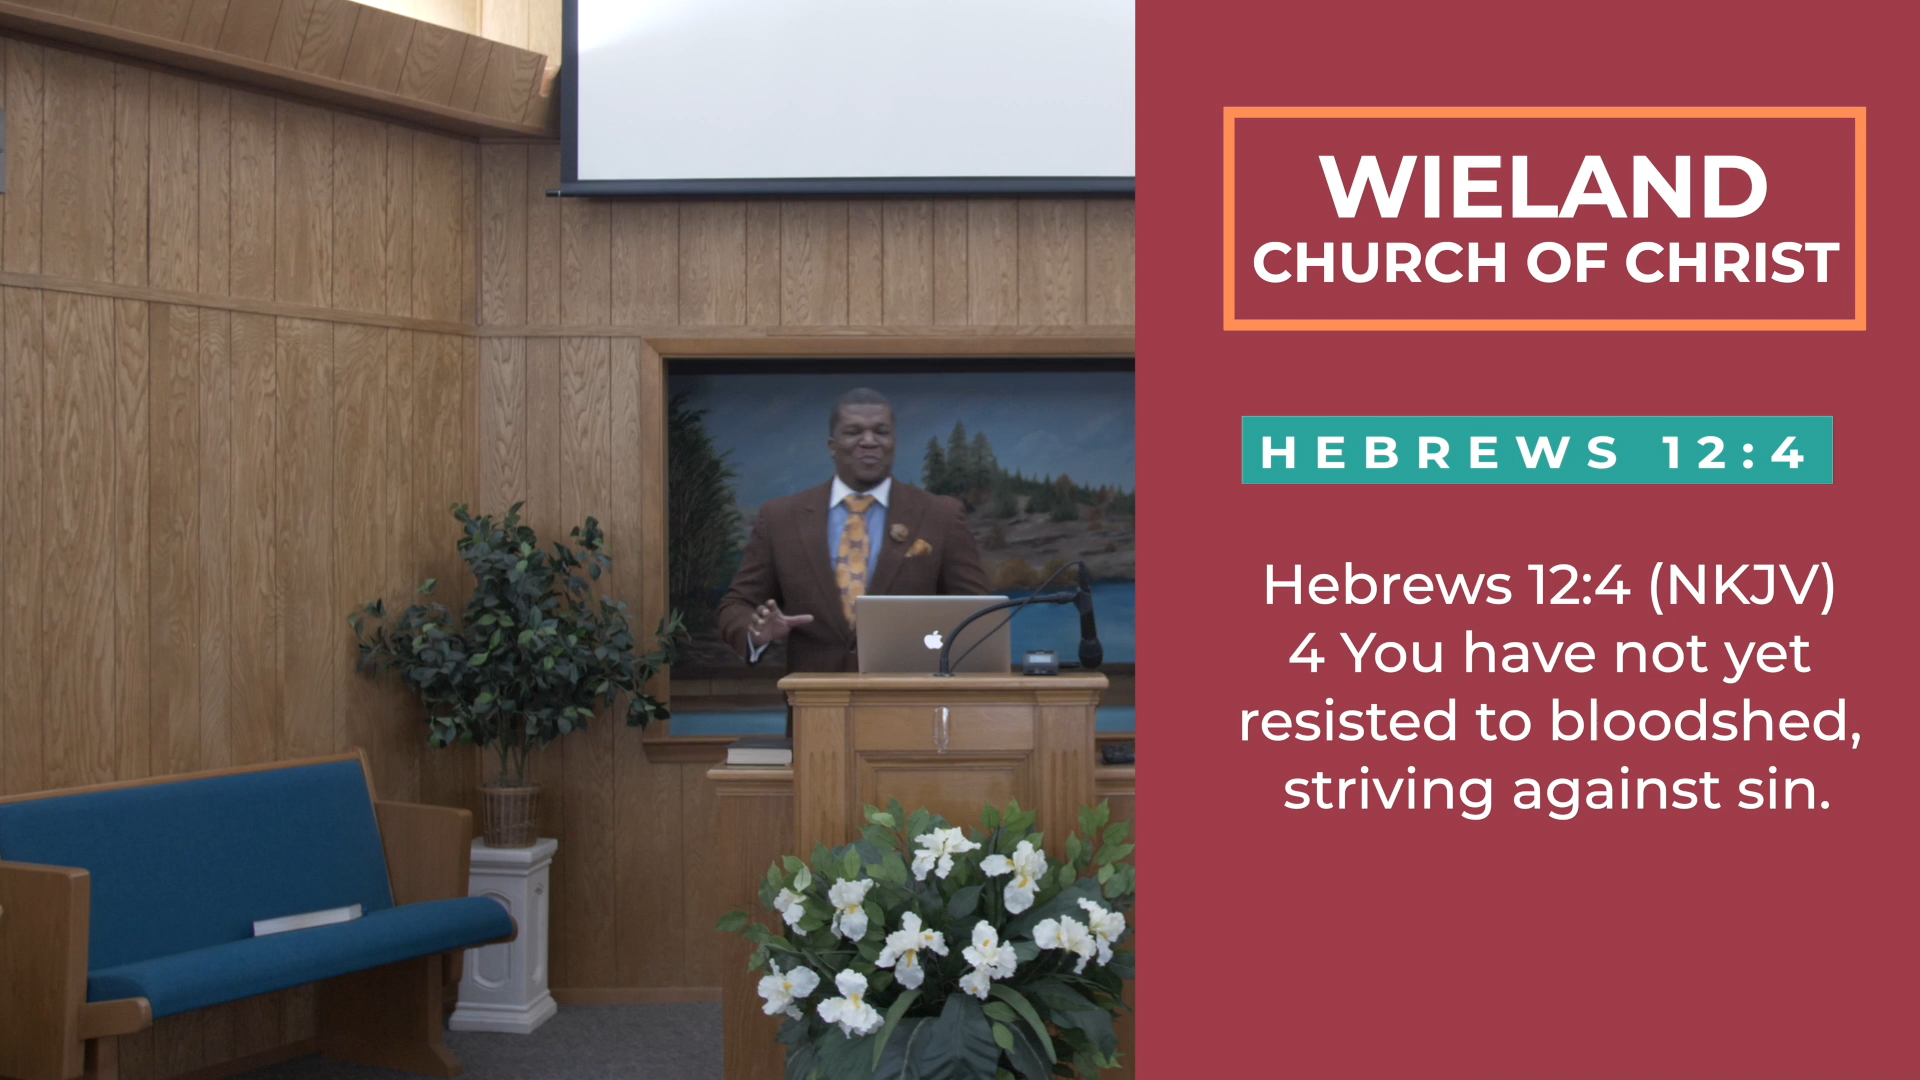 WIELAND
CHURCH OF CHRIST
HEBREWS 12:4
Hebrews 12:4 (NKJV)
4 You have not yet
resisted to bloodshed,
striving against sin.